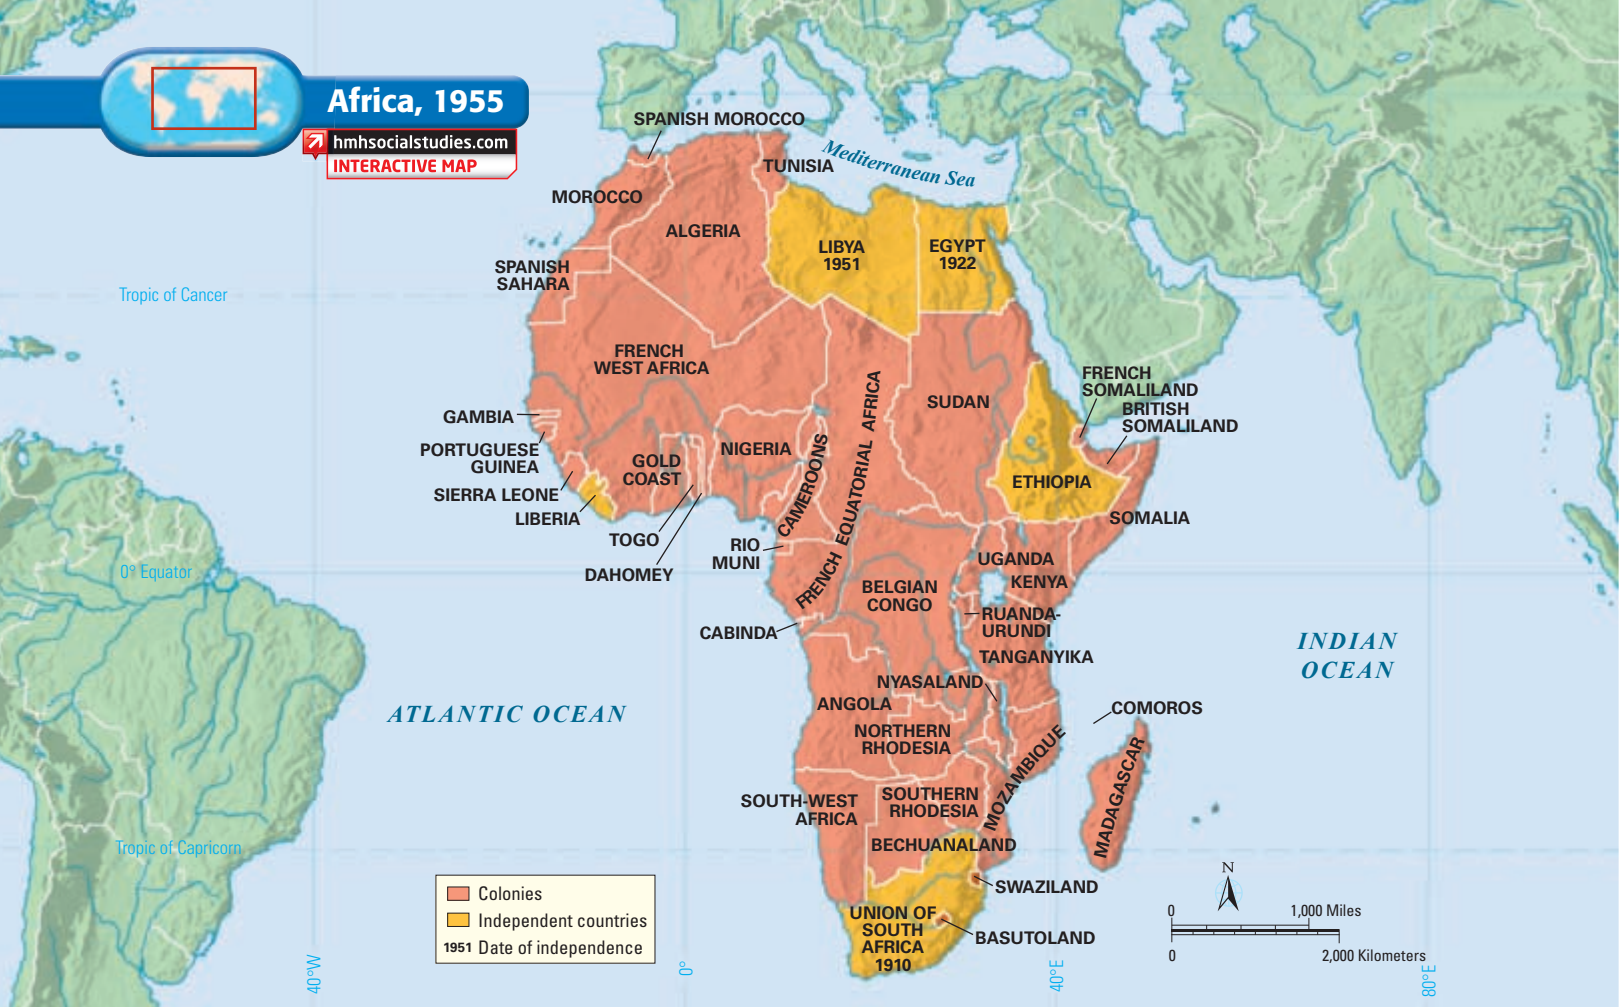 Africa, 1955
hmhsocialstudies.com
INTERACTIVE MAP
SPANISH MOROCCO
TUNISIA
Mediterranean Sea
MOROCCO
ALGERIA
LIBYA
1951
EGYPT
1922
SPANISH
SAHARA
Tropic of Cancer
FRENCH
WEST AFRICA
FRENCH
SOMALILAND
BRITISH
SOMALILAND
SUDAN
GAMBIA
PORTUGUESE
GUINEA
NIGERIA
GOLD
COAST
CAMEROONS
FRENCH EQUATORIAL AFRICA
ETHIOPIA
SIERRA LEONE
LIBERIA
SOMALIA
TOGO
DAHOMEY
RIO
MUNI
UGANDA
KENYA
0° Equator
BELGIAN
CONGO
RUANDA-
URUNDI
CABINDA
TANGANYIKA
INDIAN
OCEAN
NYASALAND
ANGOLA
ATLANTIC OCEAN
COMOROS
NORTHERN
RHODESIA
MOZAMBIQUE
MADAGASCAR
SOUTH-WEST
AFRICA
SOUTHERN
RHODESIA
BECHUANALAND
Tropic of Capricorn
SWAZILAND
UNION OF
SOUTH
AFRICA
1910
BASUTOLAND
Colonies
Independent countries
1951 Date of independence
N
0 1,000 Miles
0 2,000 Kilometers
40°W
0°
40°E
80°E